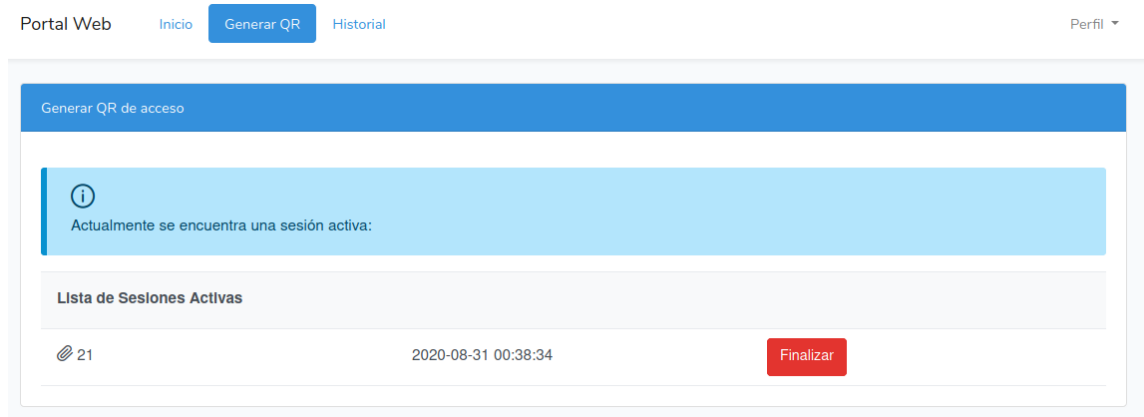 Portal Web Inicio Generar QR Historial Perfil
Generar QR de acceso
Actualmente se encuentra una sesión activa:
Lista de Sesiones Activas
21 2020-08-31 00:38:34 Finalizar